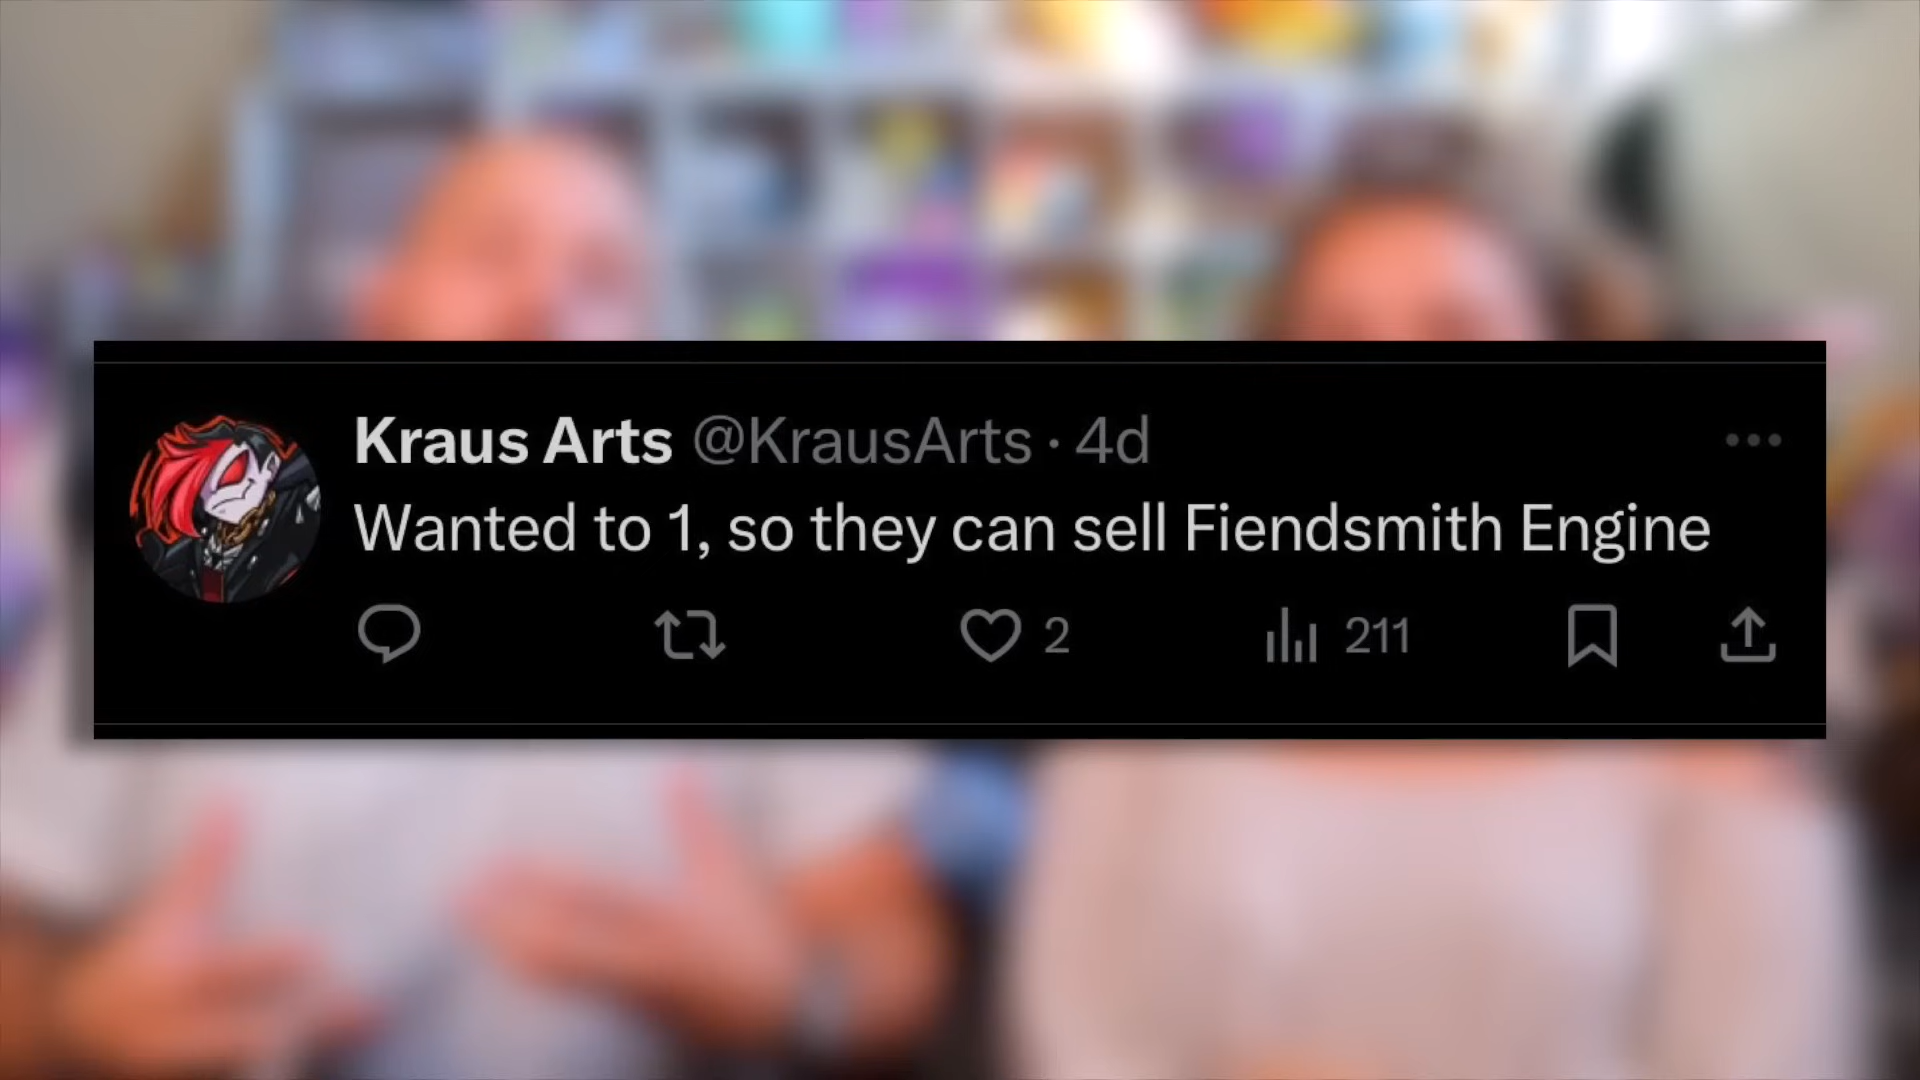 Kraus Arts @KrausArts · 4d
Wanted to 1, so they can sell Fiendsmith Engine
2 211